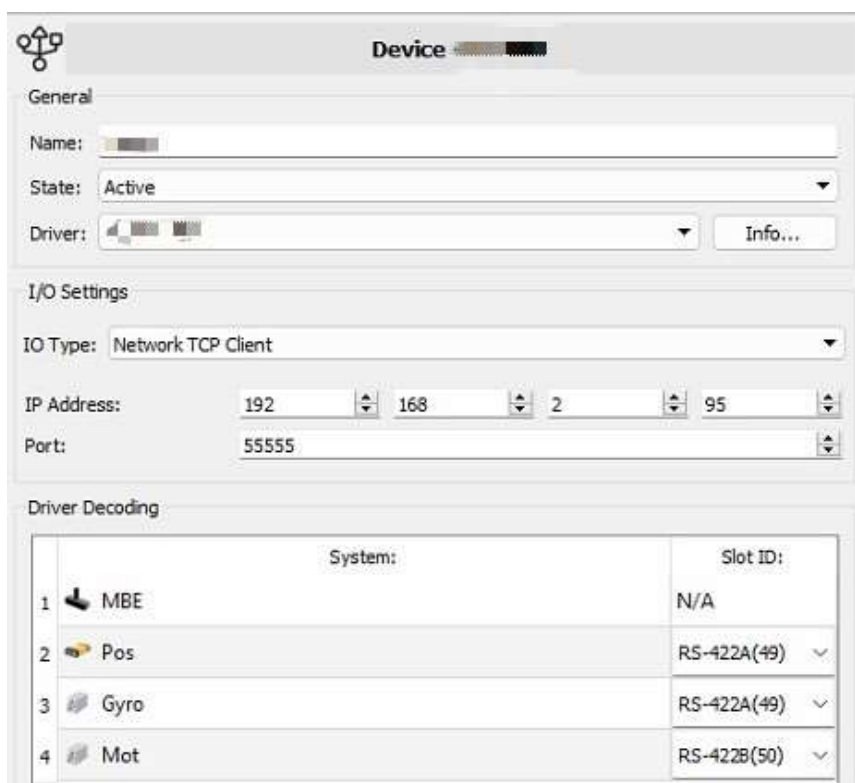 Device
General
Name:
State: Active
Driver: Info...
I/O Settings
IO Type: Network TCP Client
IP Address: 192 168 2 95
Port: 55555
Driver Decoding
System: Slot ID:
1 MBE N/A
2 Pos RS-422A(49)
3 Gyro RS-422A(49)
4 Mot RS-422B(50)